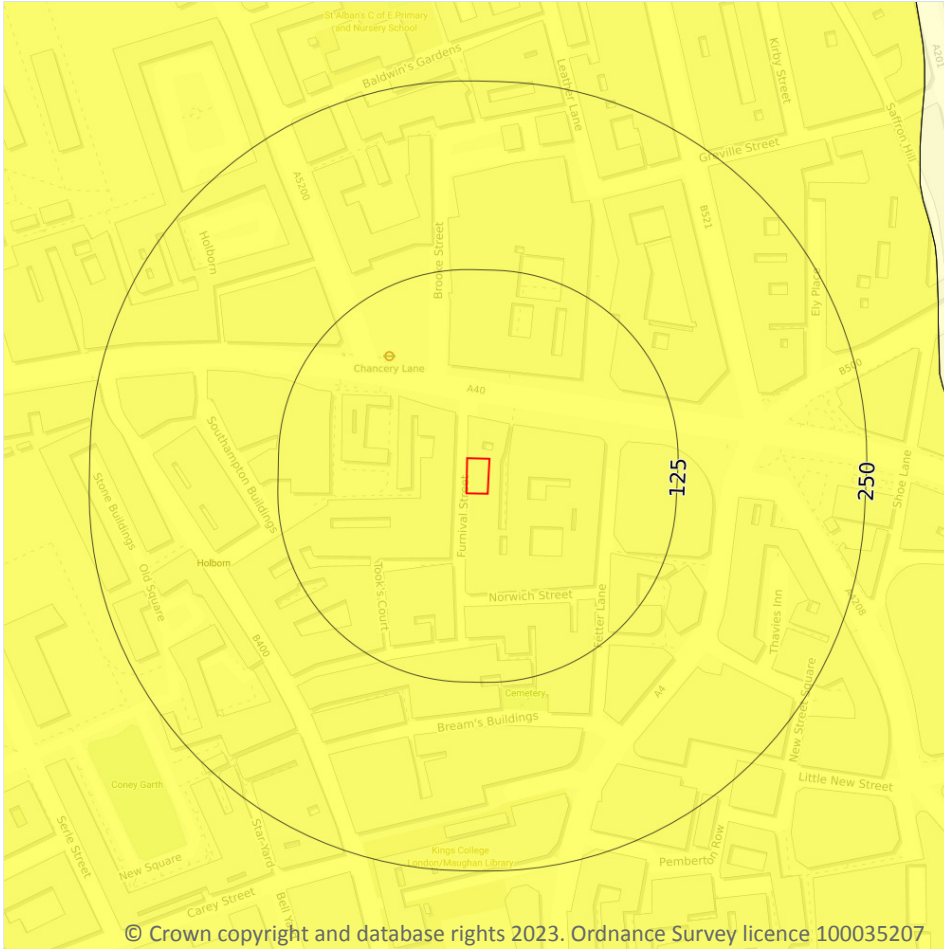 St Alban's C of E Primary
and Nursery School
Baldwin's Gardens
Leather Lane
Kirby Street
A201
Saffron Hill
Greville Street
A5200
B521
Holborn
Brooke Street
Ely Place
Chancery Lane
A40
B500
Southampton Buildings
Stone Buildings
Furnival Street
125
250
Shoe Lane
Holborn
Old Square
Took's Court
Norwich Street
Fetter Lane
Thavies Inn
A1208
B400
Cemetery
A4
Bream's Buildings
New Street Square
Coney Garth
Little New Street
Serle Street
Star-Yard
Kings College
London/Maughan Library
Pemberton Row
New Square
Carey Street
Bell Ya
© Crown copyright and database rights 2023. Ordnance Survey licence 100035207